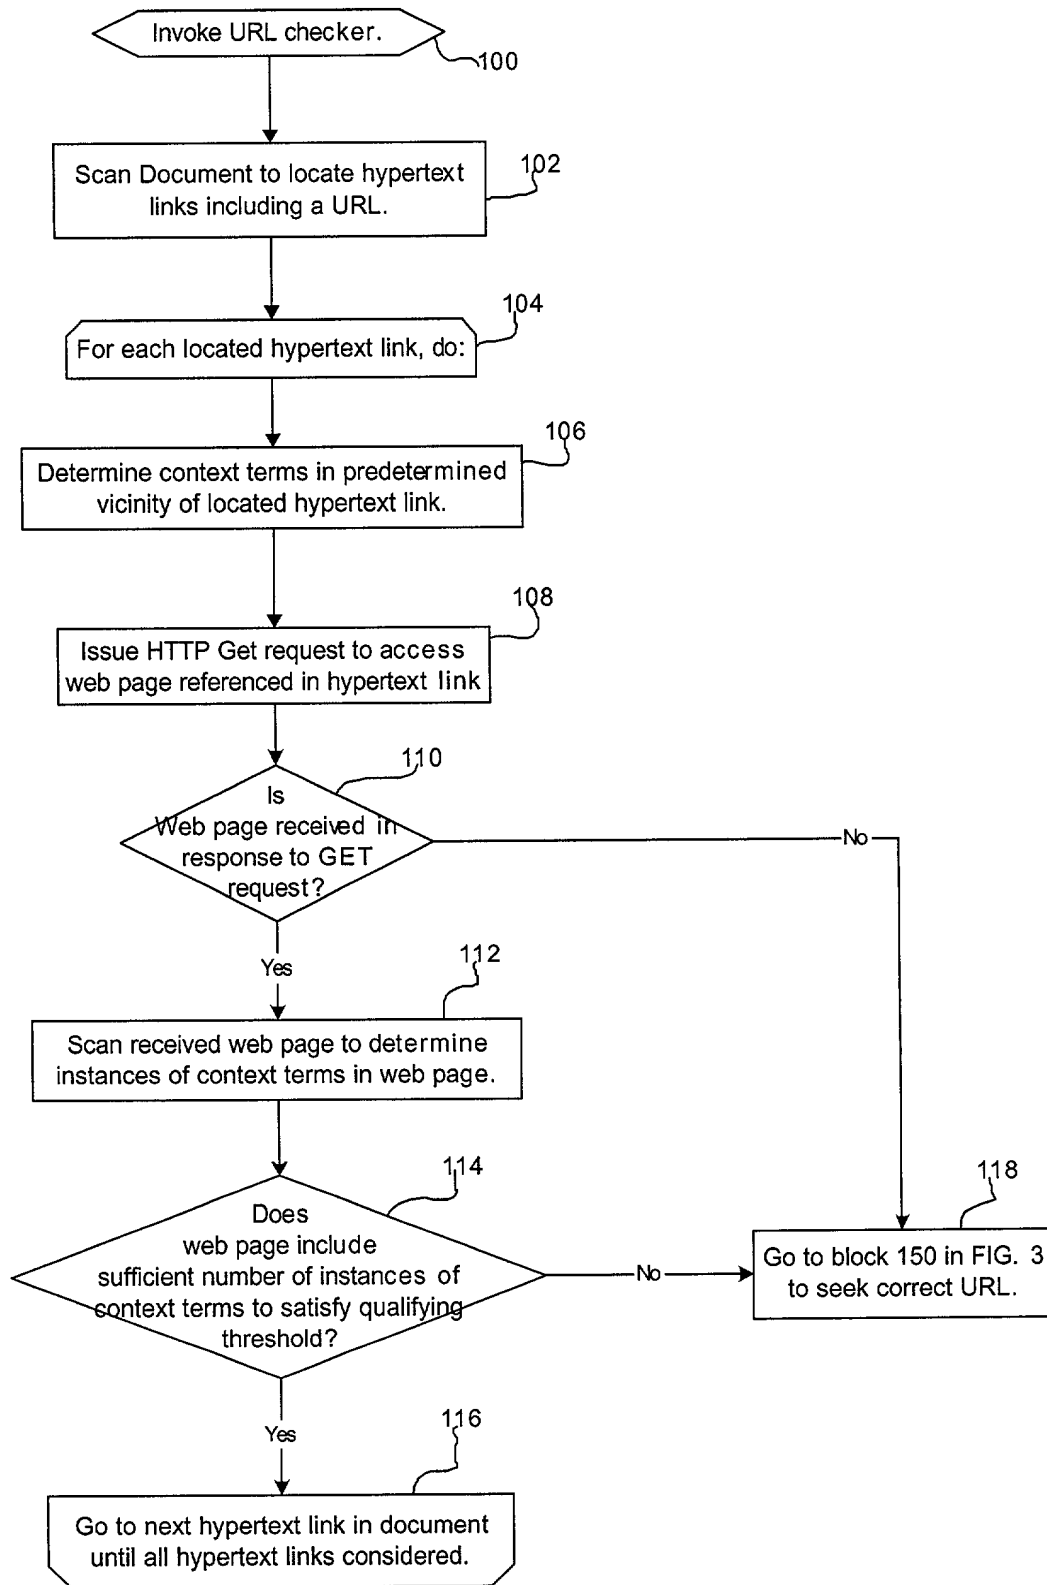 Invoke URL checker.
100
Scan Document to locate hypertext
links including a URL.
102
For each located hypertext link, do:
104
Determine context terms in predetermined
vicinity of located hypertext link.
106
Issue HTTP Get request to access
web page referenced in hypertext link
108
Is
Web page received in
response to GET
request?
110
No
Yes
Scan received web page to determine
instances of context terms in web page.
112
Does
web page include
sufficient number of instances of
context terms to satisfy qualifying
threshold?
114
No
Go to block 150 in FIG. 3
to seek correct URL.
118
Yes
Go to next hypertext link in document
until all hypertext links considered.
116